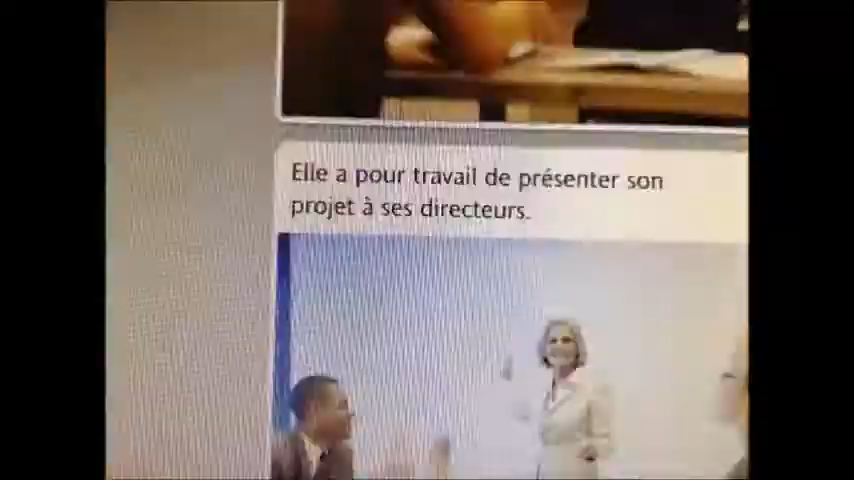 Elle a pour travail de présenter son
projet à ses directeurs.